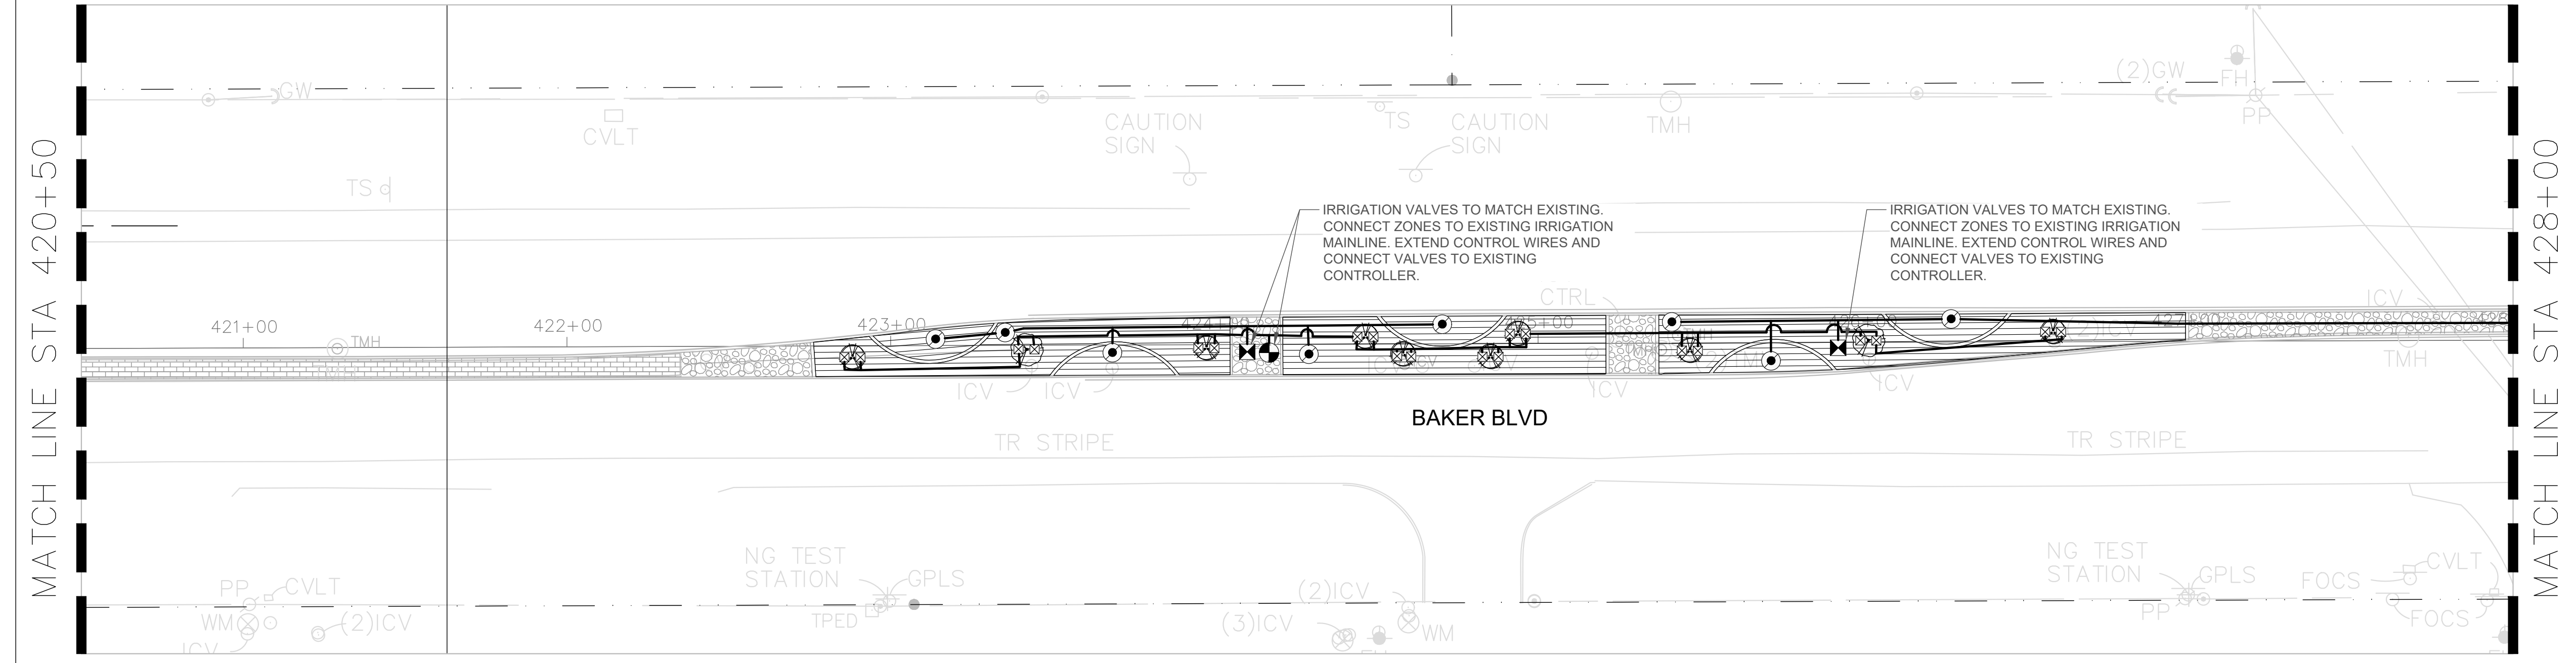 MATCH LINE STA 420+50
GW
CVLT
TS
CAUTION
SIGN
TS
CAUTION
SIGN
TMH
(2)GW
FH
PP
IRRIGATION VALVES TO MATCH EXISTING.
CONNECT ZONES TO EXISTING IRRIGATION
MAINLINE. EXTEND CONTROL WIRES AND
CONNECT VALVES TO EXISTING
CONTROLLER.
IRRIGATION VALVES TO MATCH EXISTING.
CONNECT ZONES TO EXISTING IRRIGATION
MAINLINE. EXTEND CONTROL WIRES AND
CONNECT VALVES TO EXISTING
CONTROLLER.
CTRL
ICV
421+00
422+00
423+00
TMH
TMH
ICV
ICV
ICV
ICV
BAKER BLVD
TR STRIPE
TR STRIPE
NG TEST
STATION
GPLS
TPED
PP
CVLT
WM
(2)ICV
ICV
(2)ICV
(3)ICV
WM
NG TEST
STATION
GPLS
PP
FOCS
CVLT
FOCS
MATCH LINE STA 428+00